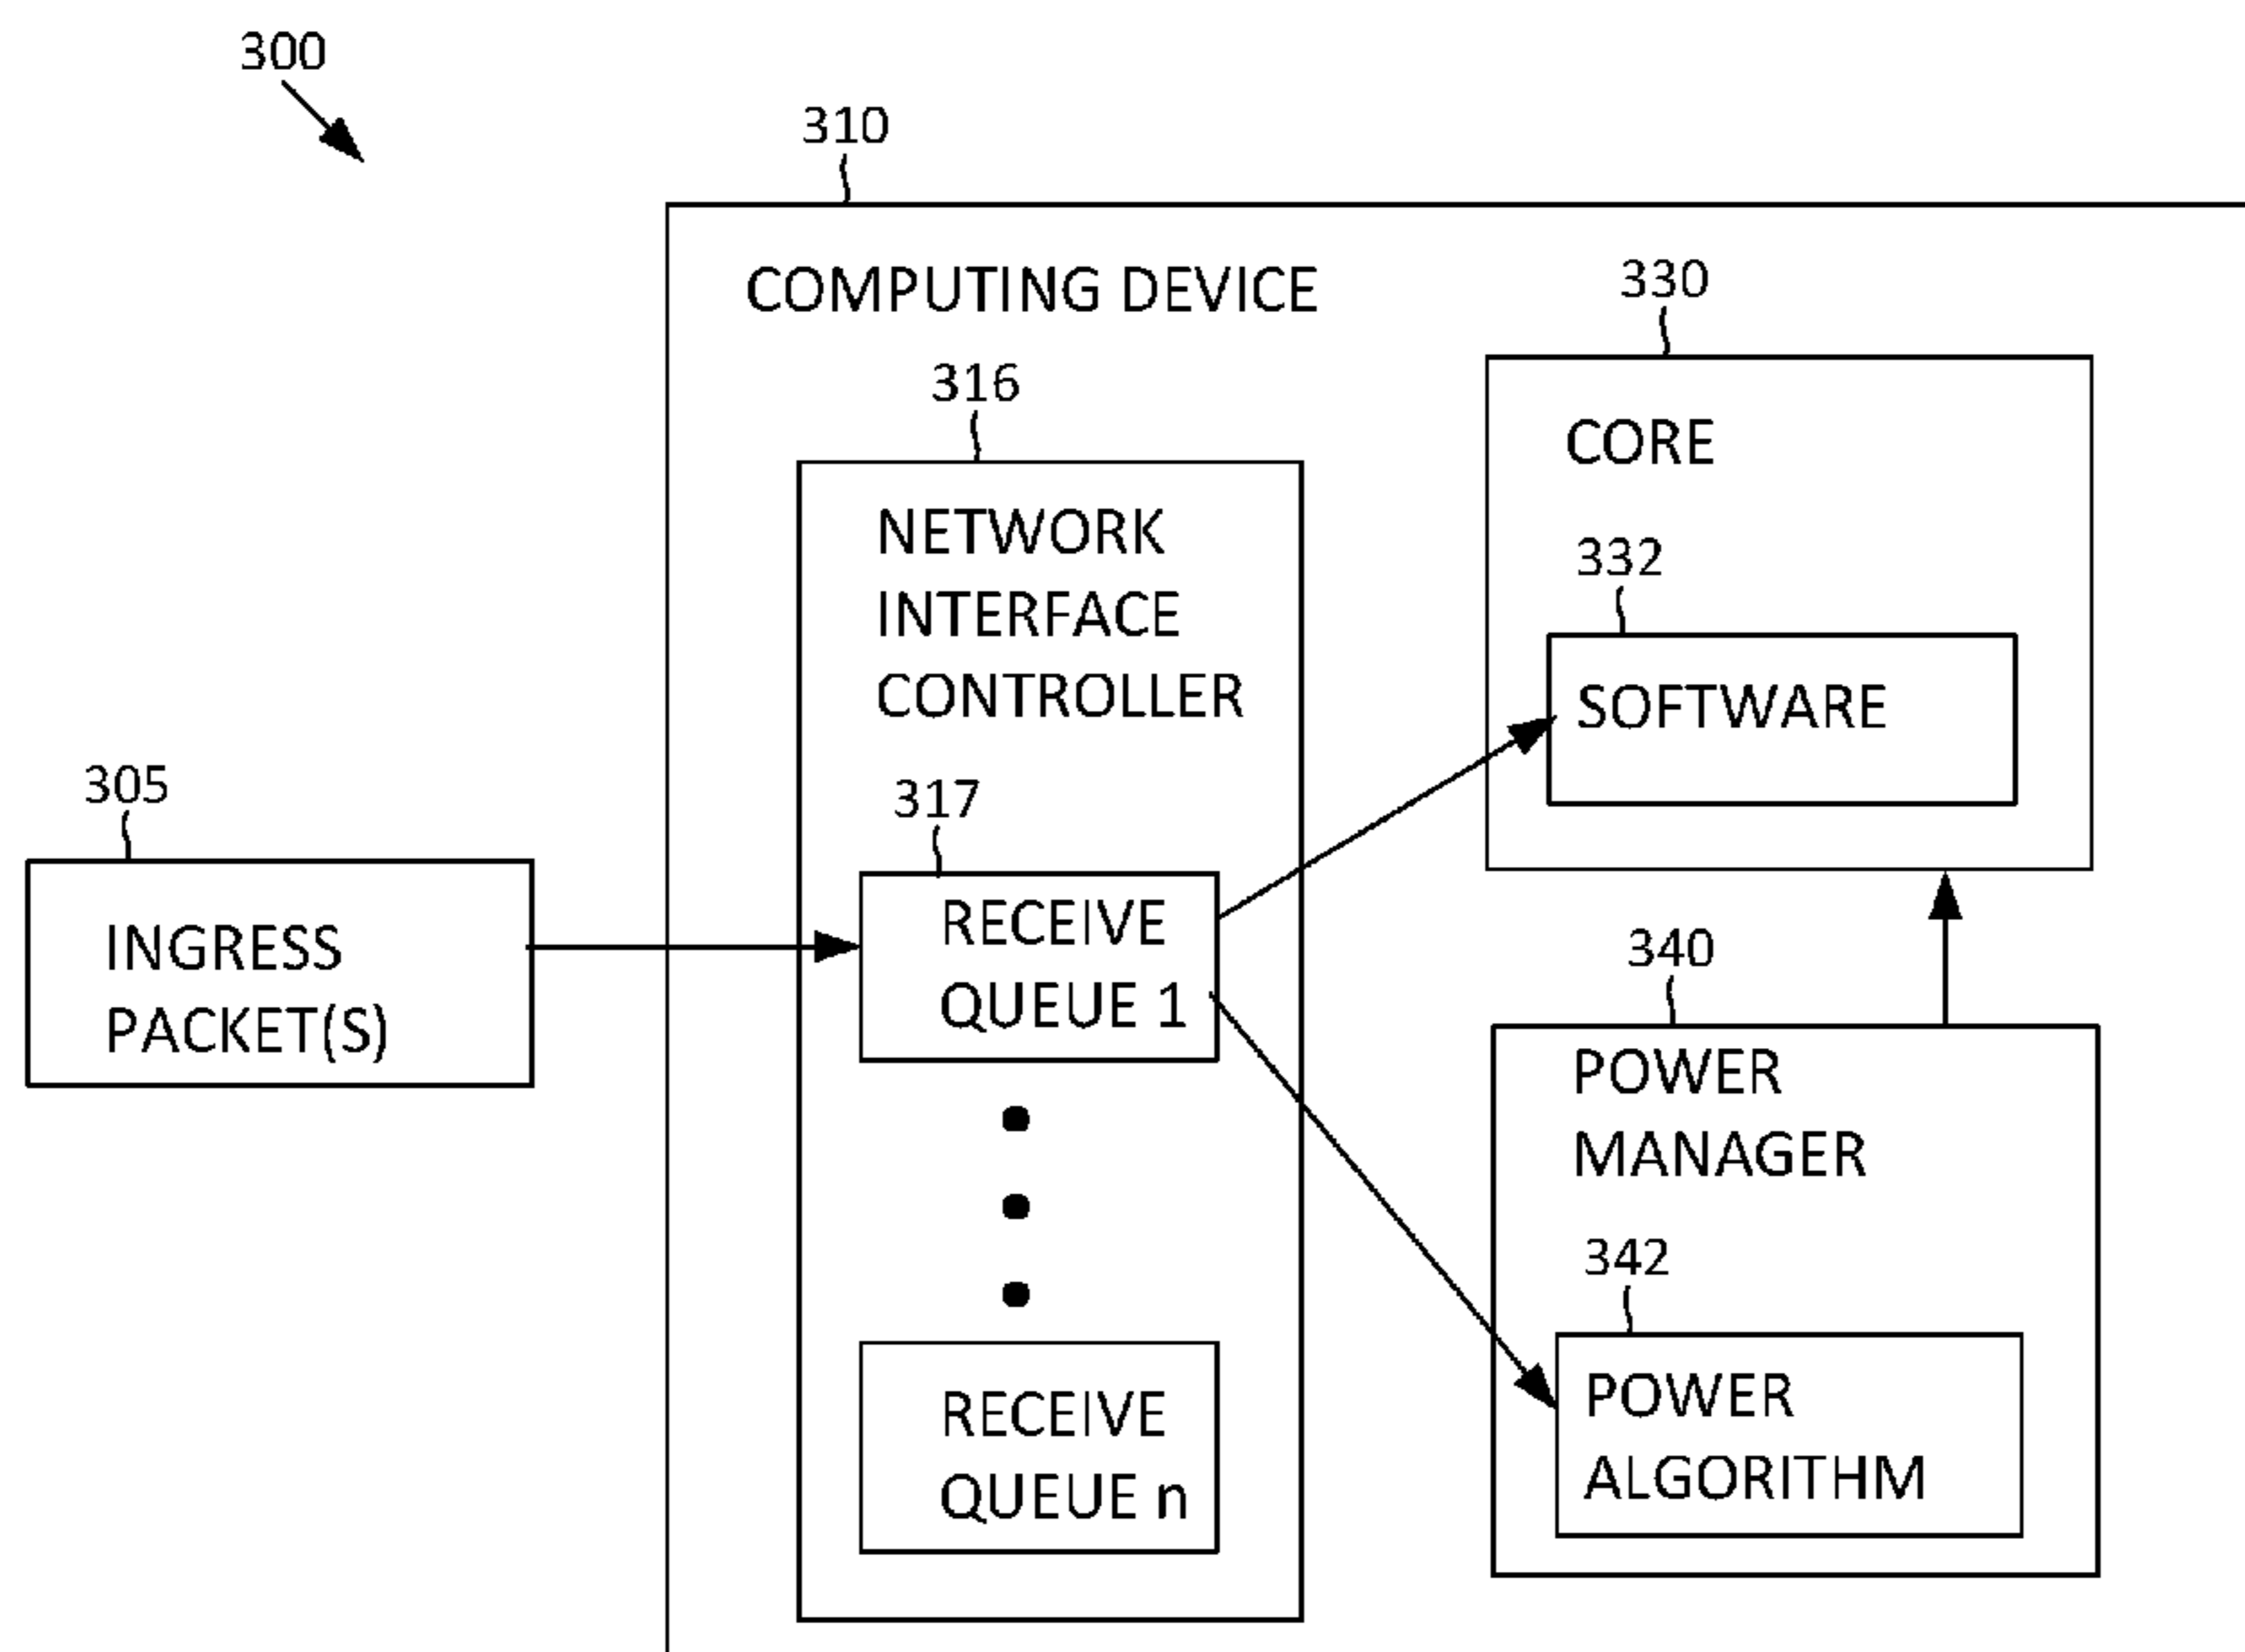 300
310
COMPUTING DEVICE
330
316
CORE
NETWORK
INTERFACE
CONTROLLER
332
SOFTWARE
305
317
INGRESS
PACKET(S)
RECEIVE
QUEUE 1
340
POWER
MANAGER
342
POWER
ALGORITHM
RECEIVE
QUEUE n